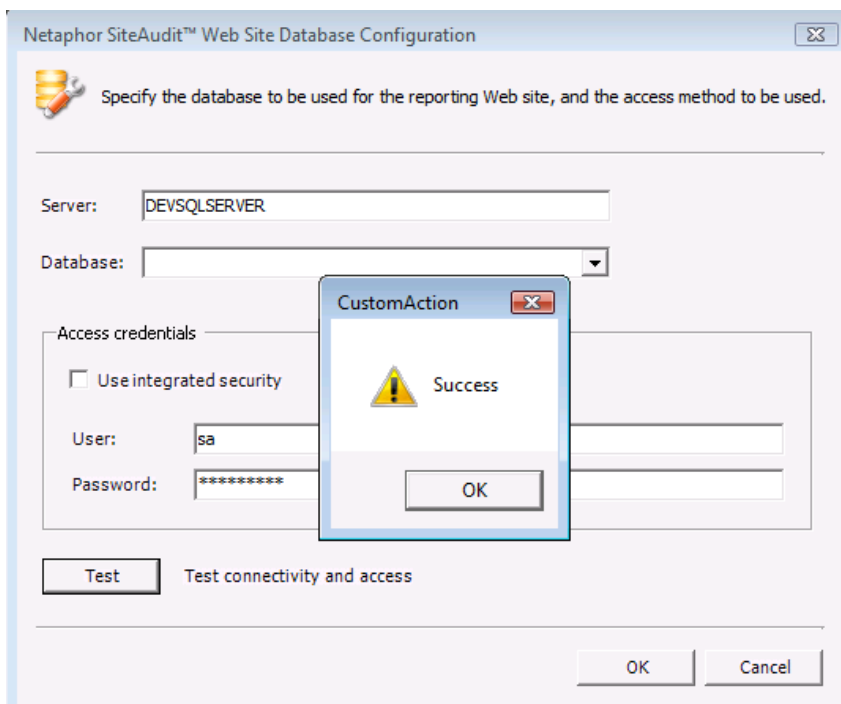 Netaphor SiteAudit™ Web Site Database Configuration
Specify the database to be used for the reporting Web site, and the access method to be used.
Server: DEVSQLSERVER
Database:
CustomAction
Success
OK
Access credentials
Use integrated security
User: sa
Password: *********
Test Test connectivity and access
OK Cancel